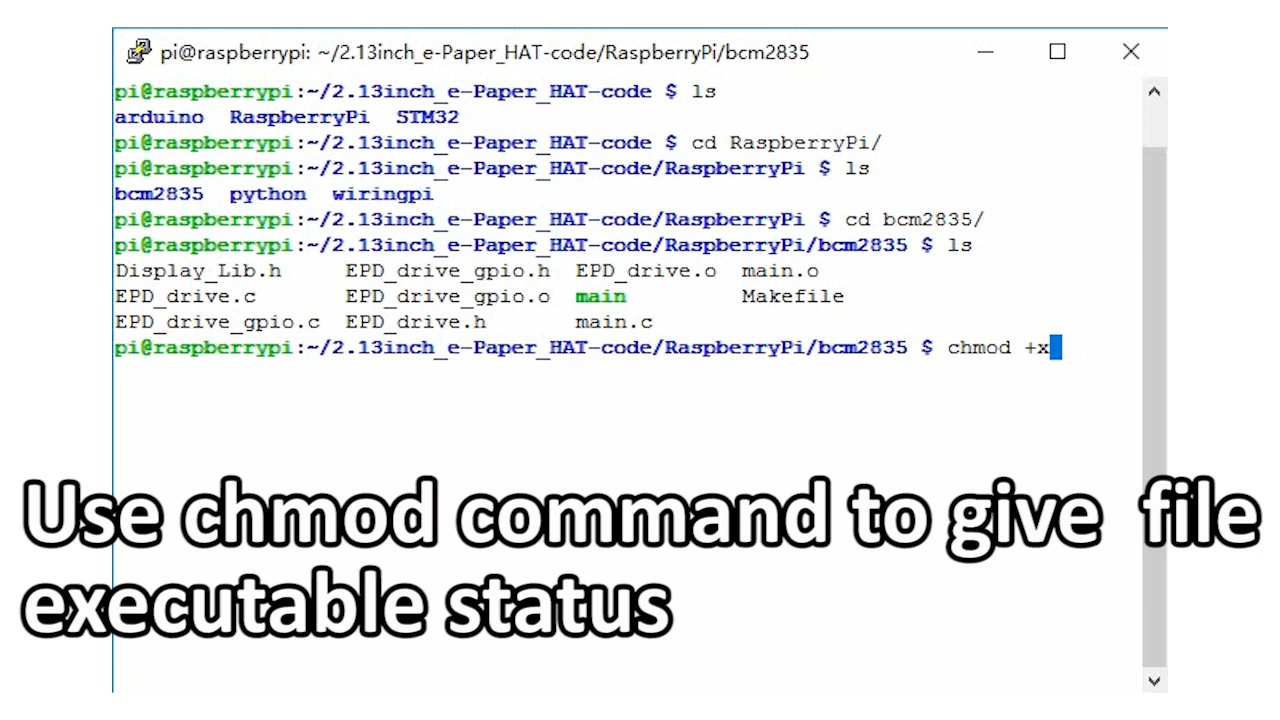 pi@raspberrypi: ~/2.13inch_e-Paper_HAT-code/RaspberryPi/bcm2835
pi@raspberrypi:~/2.13inch_e-Paper_HAT-code $ ls
arduino  RaspberryPi  STM32
pi@raspberrypi:~/2.13inch_e-Paper_HAT-code $ cd RaspberryPi/
pi@raspberrypi:~/2.13inch_e-Paper_HAT-code/RaspberryPi $ ls
bcm2835  python  wiringpi
pi@raspberrypi:~/2.13inch_e-Paper_HAT-code/RaspberryPi $ cd bcm2835/
pi@raspberrypi:~/2.13inch_e-Paper_HAT-code/RaspberryPi/bcm2835 $ ls
Display_Lib.h     EPD_drive_gpio.h  EPD_drive.o  main.o
EPD_drive.c       EPD_drive_gpio.o  main         Makefile
EPD_drive_gpio.c  EPD_drive.h       main.c
pi@raspberrypi:~/2.13inch_e-Paper_HAT-code/RaspberryPi/bcm2835 $ chmod +x
Use chmod command to give  file
executable status